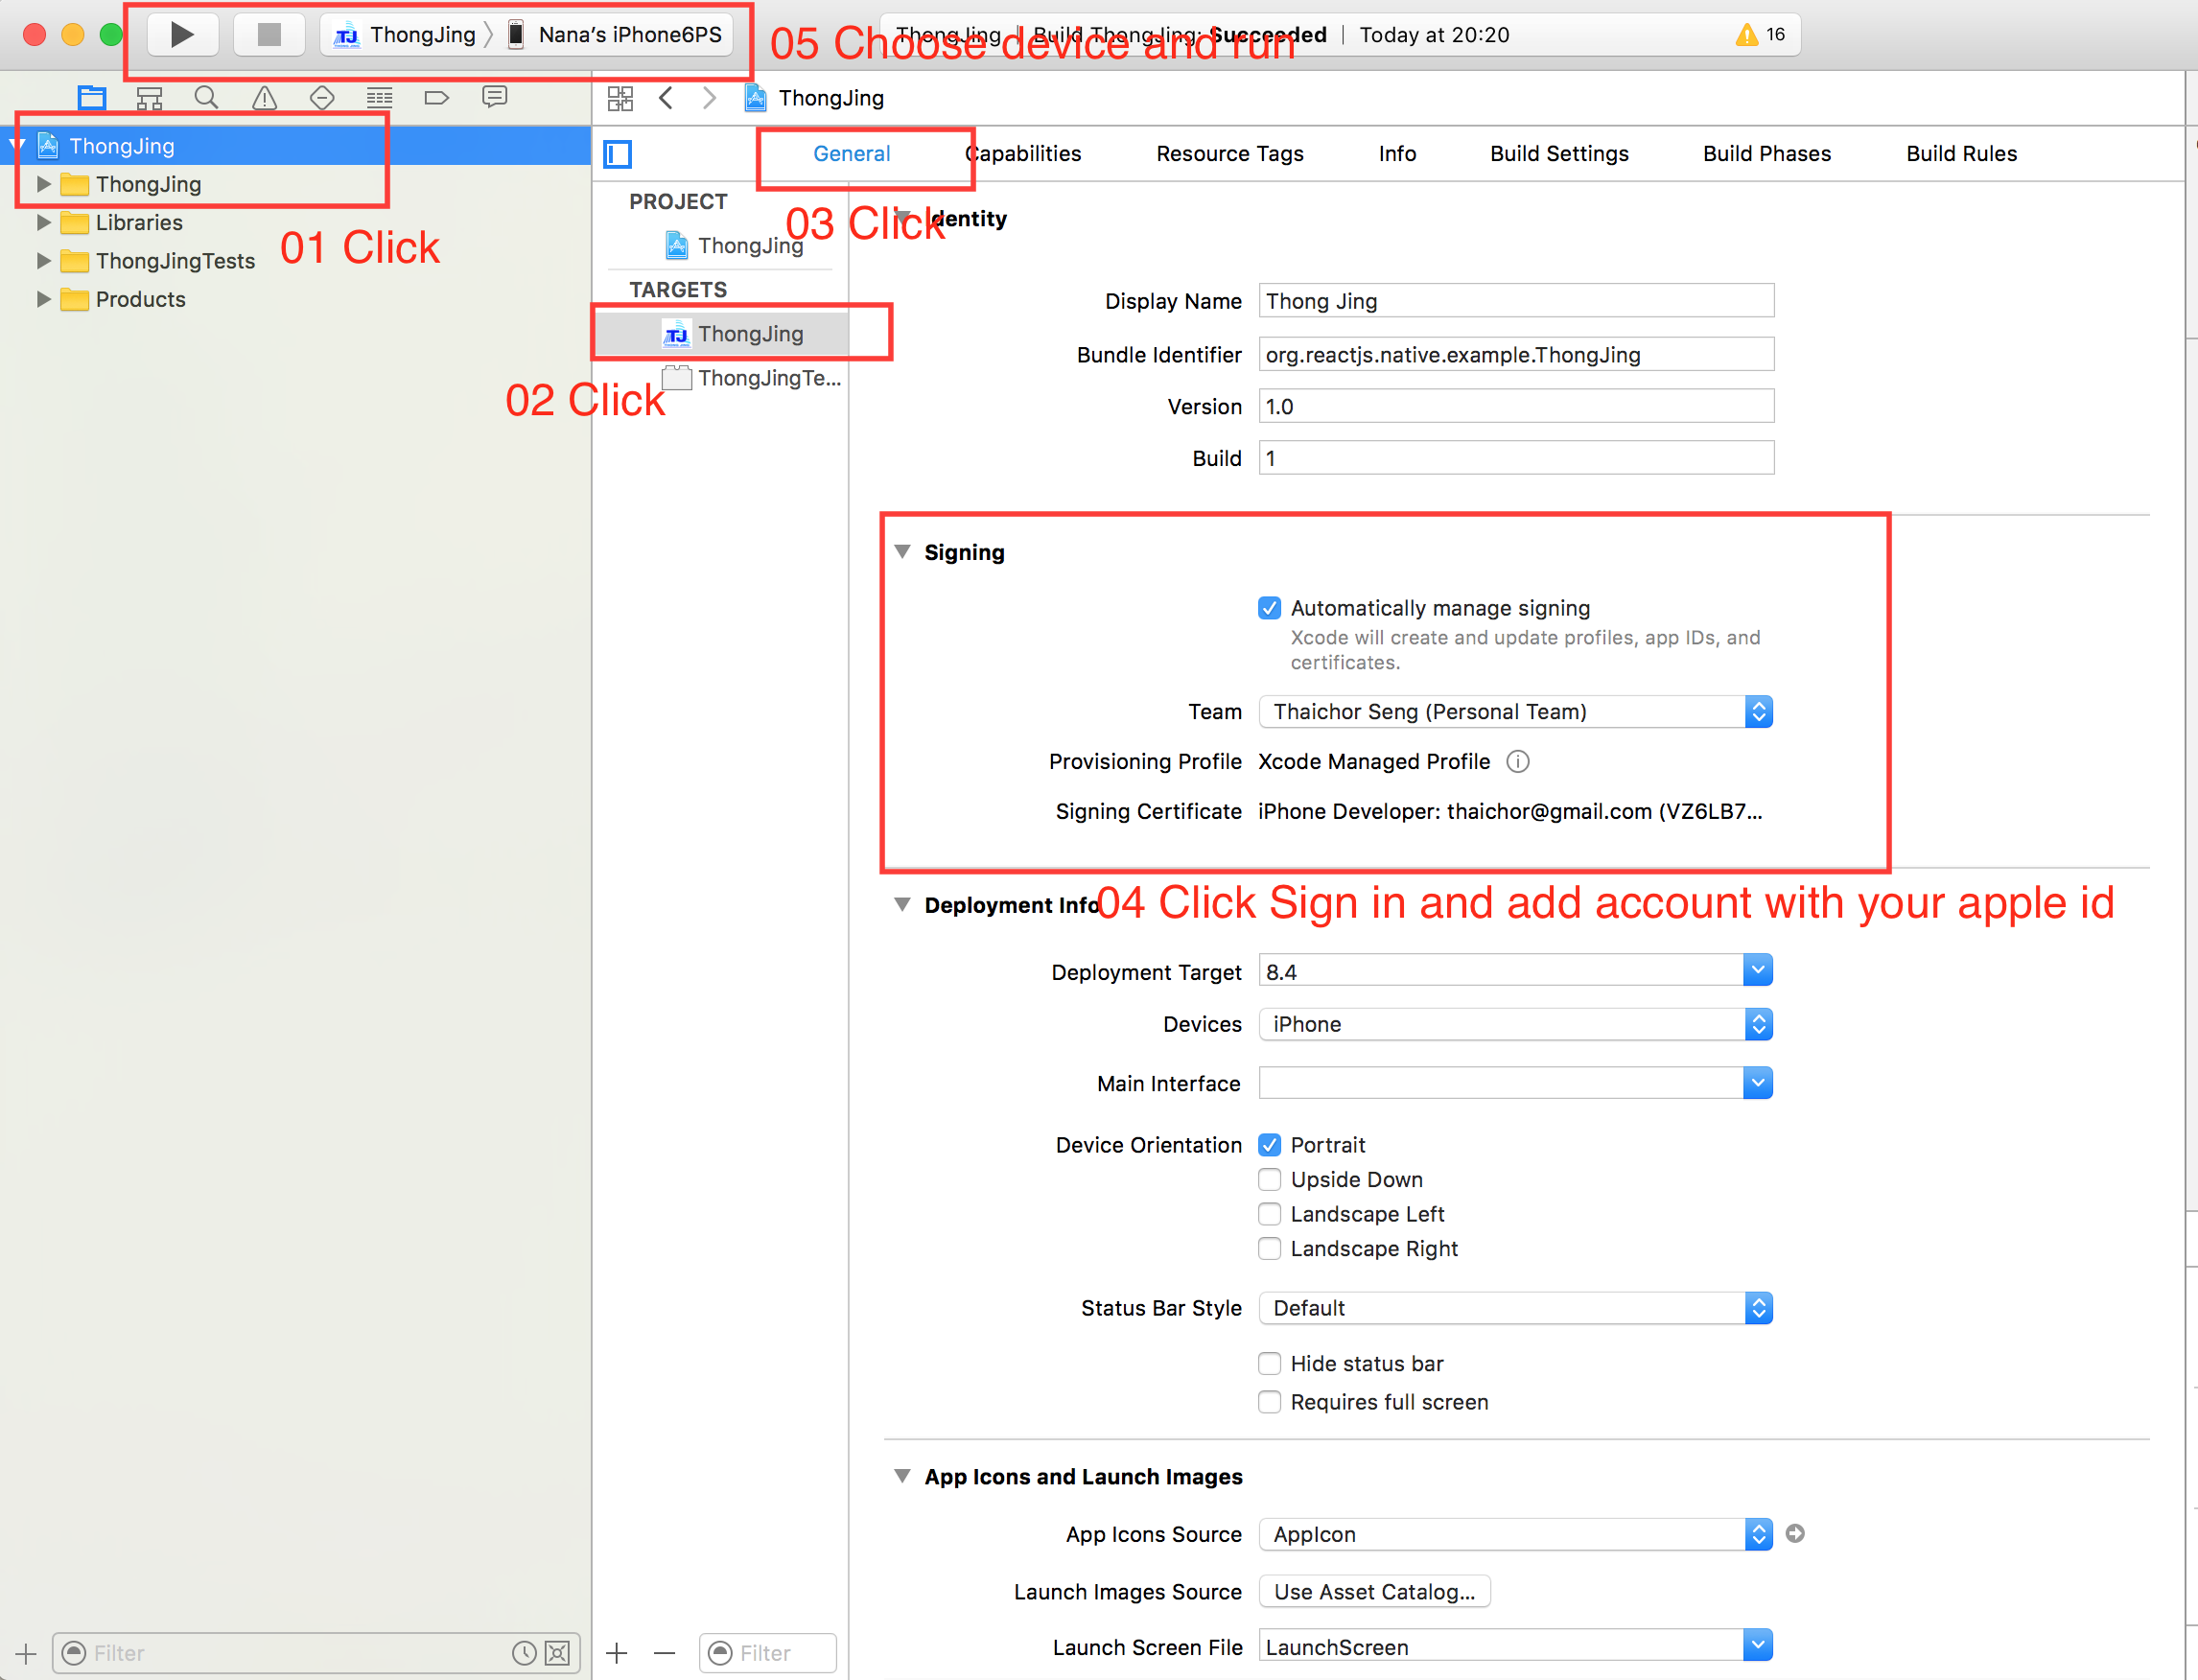 ThongJing 〉 Nana's iPhone6PS
ThongJing | Build ThongJing: Succeeded | Today at 20:20
16
05 Choose device and run
ThongJing
ThongJing
ThongJing
Libraries
ThongJingTests
Products
01 Click
General
Capabilities
Resource Tags
Info
Build Settings
Build Phases
Build Rules
03 Click
PROJECT
ThongJing
TARGETS
TJ ThongJing
ThongJingTe...
02 Click
Identity
Display Name Thong Jing
Bundle Identifier org.reactjs.native.example.ThongJing
Version 1.0
Build 1
Signing
Automatically manage signing
Xcode will create and update profiles, app IDs, and
certificates.
Team Thaichor Seng (Personal Team)
Provisioning Profile Xcode Managed Profile
Signing Certificate iPhone Developer: thaichor@gmail.com (VZ6LB7...
04 Click Sign in and add account with your apple id
Deployment Info
Deployment Target 8.4
Devices iPhone
Main Interface
Device Orientation Portrait
Upside Down
Landscape Left
Landscape Right
Status Bar Style Default
Hide status bar
Requires full screen
App Icons and Launch Images
App Icons Source AppIcon
Launch Images Source Use Asset Catalog...
Launch Screen File LaunchScreen
Filter
Filter